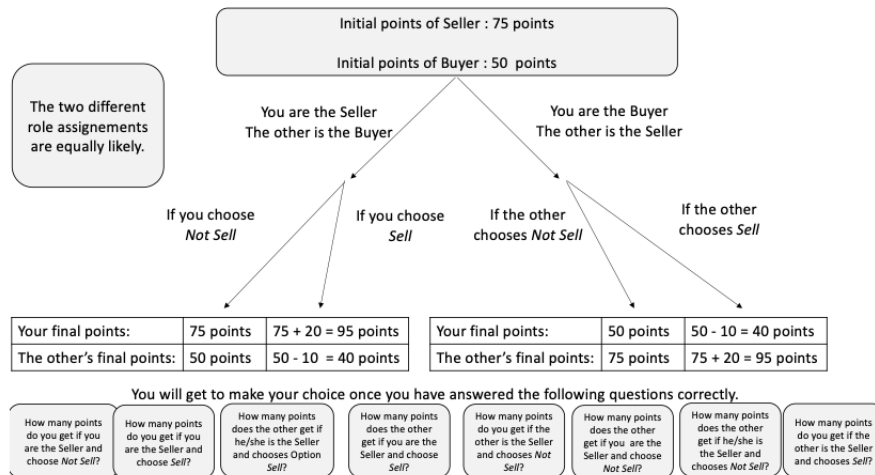 Initial points of Seller : 75 points
Initial points of Buyer : 50 points
The two different
role assignements
are equally likely.
You are the Seller
The other is the Buyer
You are the Buyer
The other is the Seller
If you choose
Not Sell
If you choose
Sell
If the other
chooses Not Sell
If the other
chooses Sell
Your final points: 75 points 75 + 20 = 95 points
The other's final points: 50 points 50 - 10 = 40 points
Your final points: 50 points 50 - 10 = 40 points
The other's final points: 75 points 75 + 20 = 95 points
You will get to make your choice once you have answered the following questions correctly.
How many points
do you get if you
are the Seller and
choose Not Sell?
How many points
do you get if you
are the Seller and
choose Sell?
How many points
does the other get if
he/she is the Seller
and chooses Option
Sell?
How many points
does the other
get if you are the
Seller and choose
Sell?
How many points
do you get if the
other is the Seller
and chooses Not
Sell?
How many points
does the other
get if you are the
Seller and choose
Not Sell?
How many points
does the other
get if he/she is
the Seller and
chooses Not Sell?
How many points
do you get if the
other is the Seller
and chooses Sell?